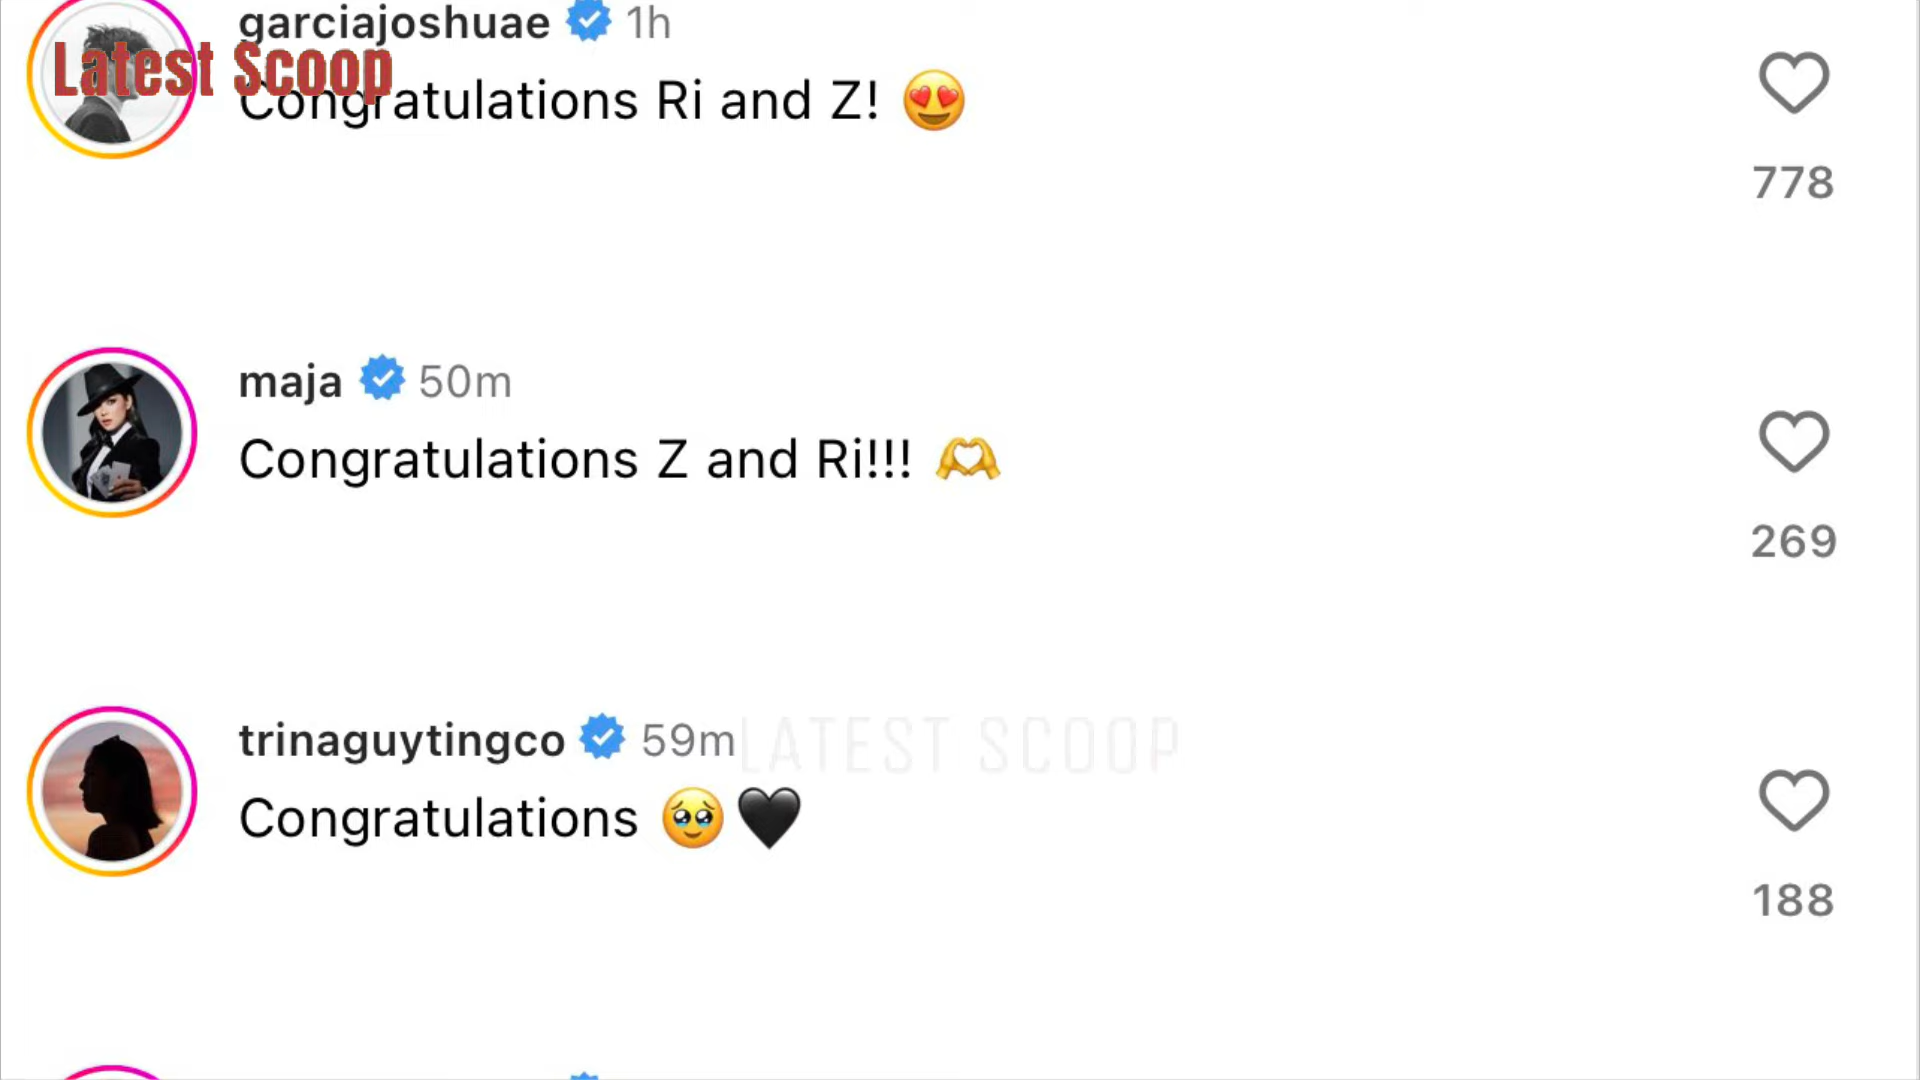 garciajoshuae 1h
Latest Scoop
Congratulations Ri and Z! 😍
778
maja 50m
Congratulations Z and Ri!!! 🫶
269
trinaguytingco 59m
LATEST SCOOP
Congratulations 🥹🖤
188